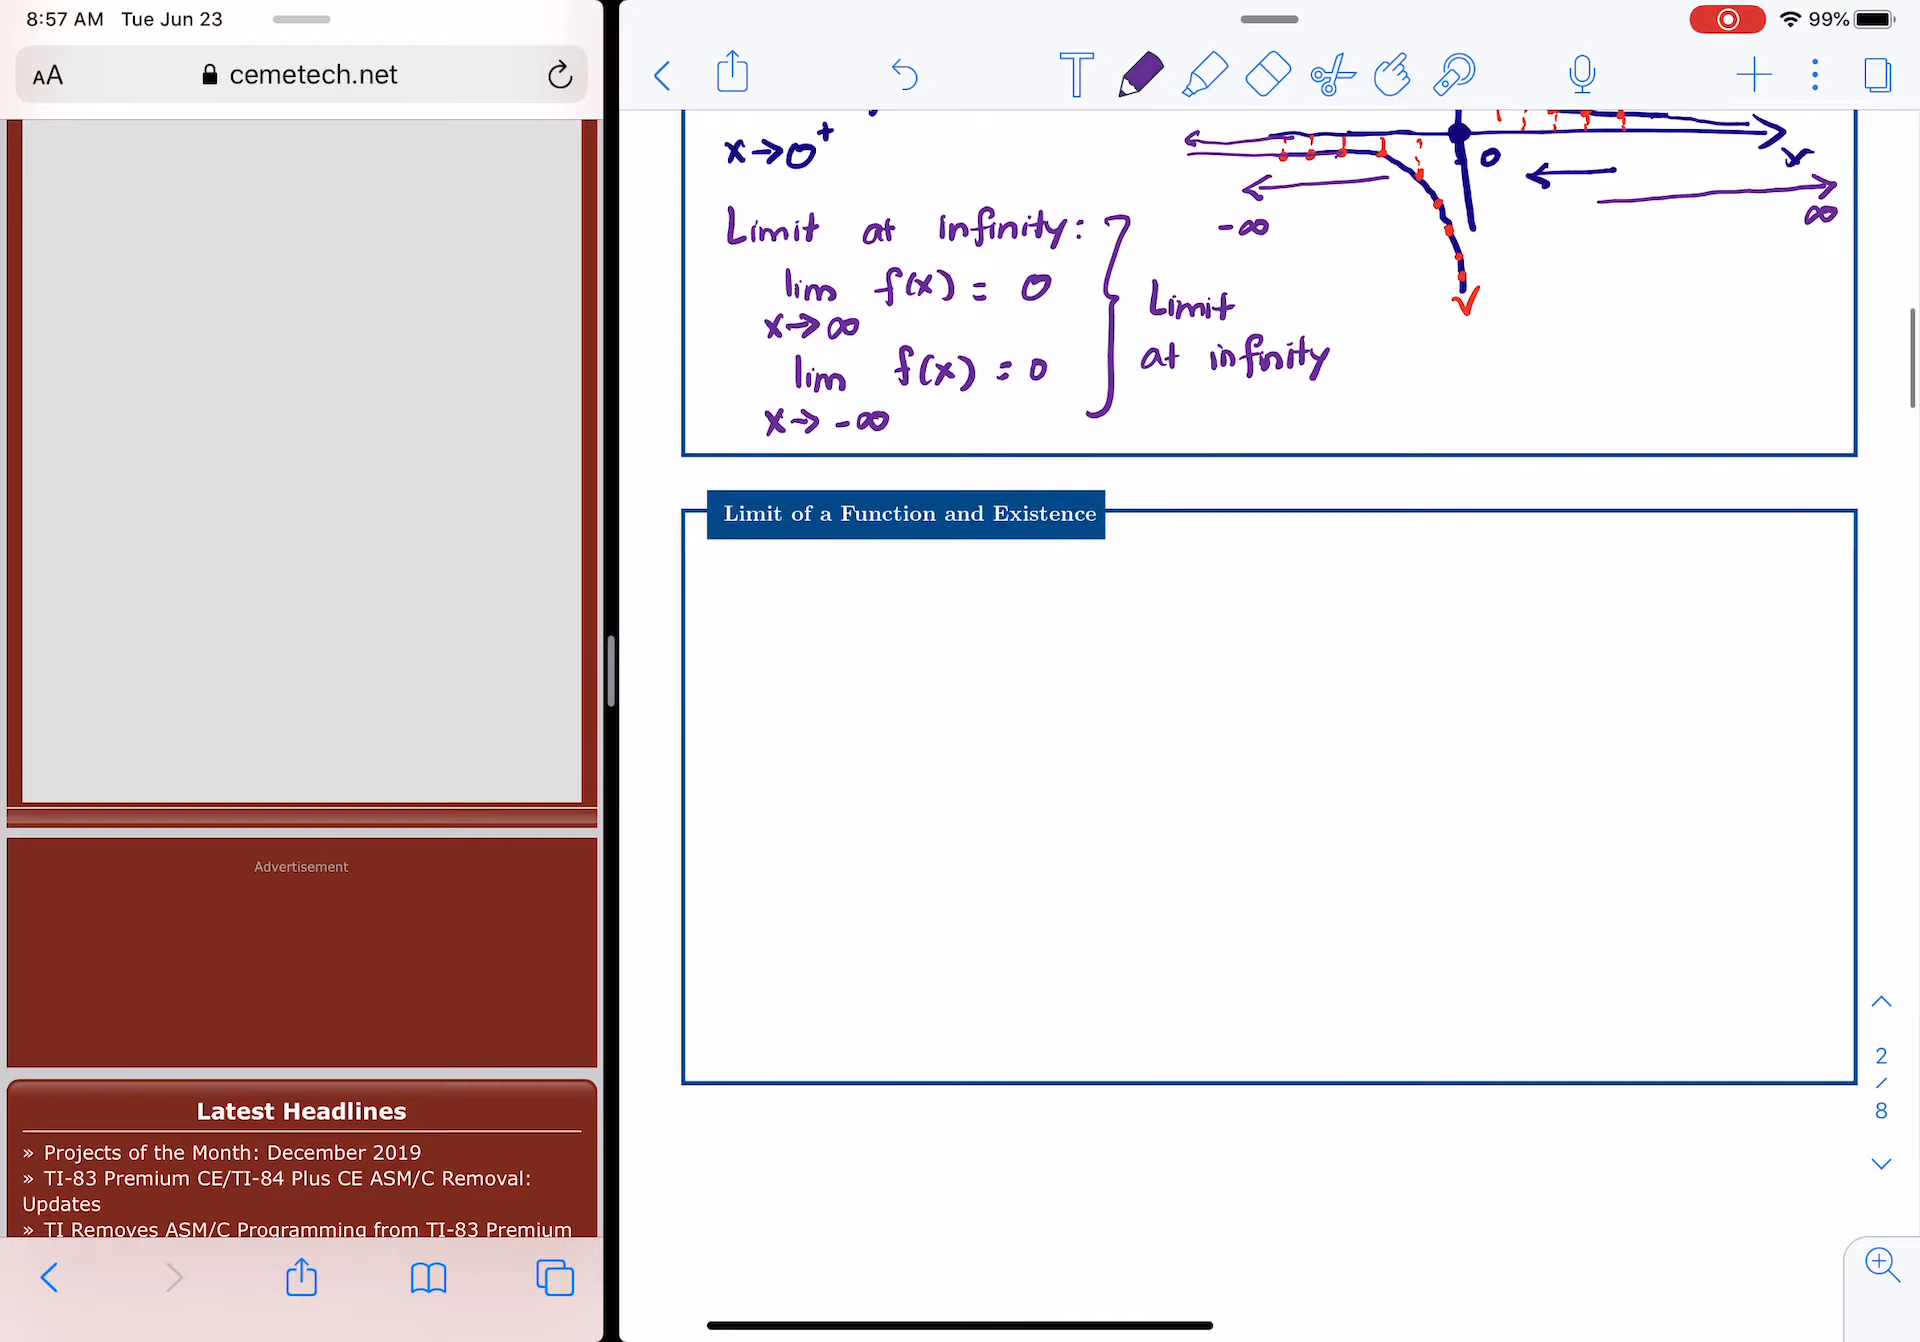 8:57 AM Tue Jun 23
AA cemetech.net
Advertisement
Latest Headlines
» Projects of the Month: December 2019
» TI-83 Premium CE/TI-84 Plus CE ASM/C Removal:
Updates
» TI Removes ASM/C Programming from TI-83 Premium
99%
x→0⁺
0
x
-∞
∞
Limit at infinity:
lim f(x) = 0
x→∞
lim f(x) = 0
x→ -∞
Limit
at infinity
Limit of a Function and Existence
2
/
8